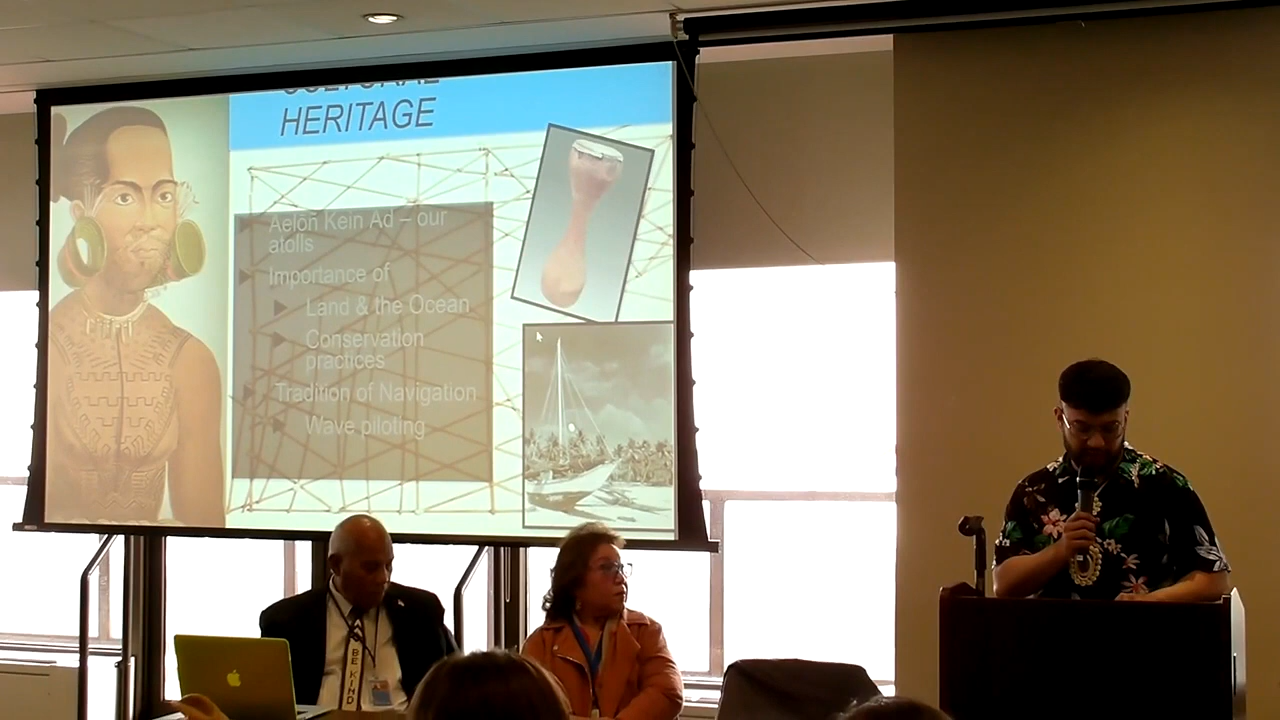 CULTURAL
HERITAGE
Aelōn̄ Kein Ad – our
atolls
Importance of
Land & the Ocean
Conservation
practices
Tradition of Navigation
Wave piloting
BE KIND